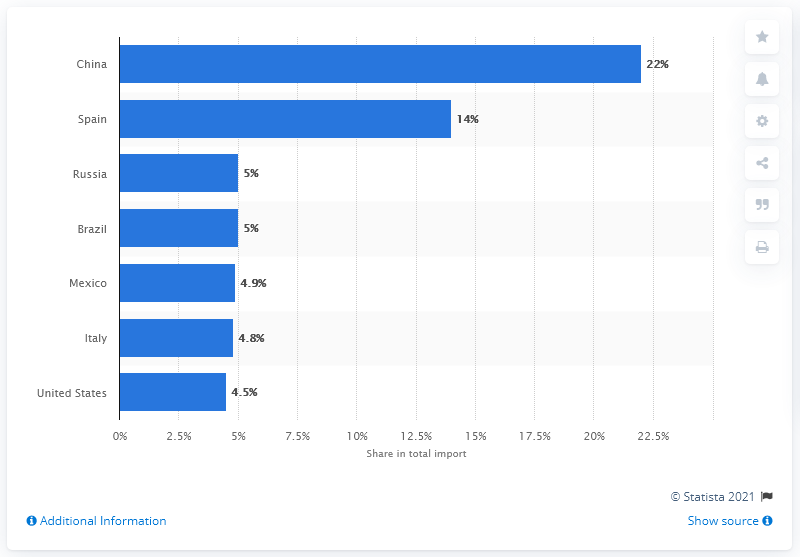 China 22%
Spain 14%
Russia 5%
Brazil 5%
Mexico 4.9%
Italy 4.8%
United States 4.5%
0% 2.5% 5% 7.5% 10% 12.5% 15% 17.5% 20% 22.5%
Share in total import
© Statista 2021
Additional Information Show source